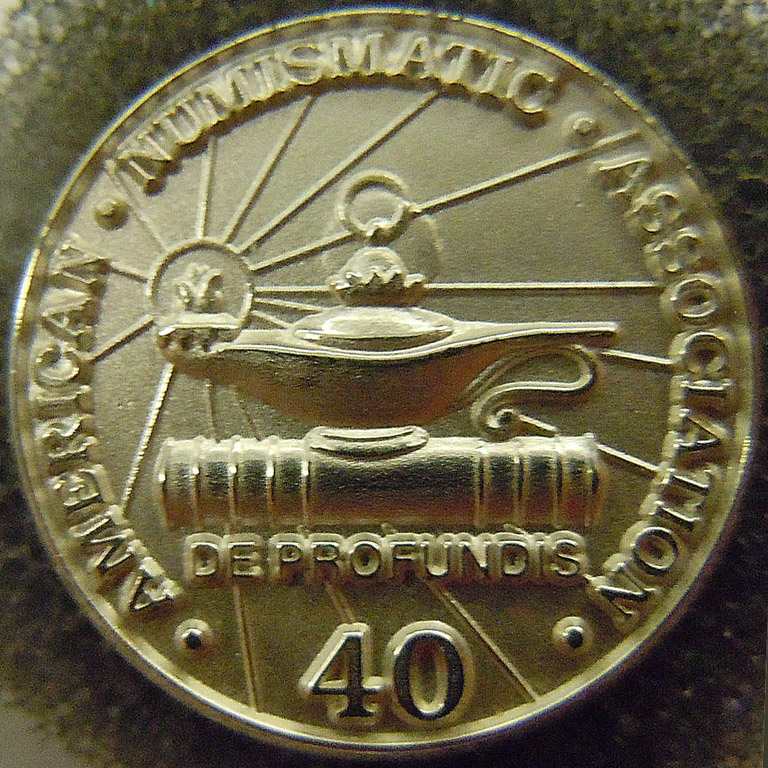 AMERICAN · NUMISMATIC · ASSOCIATION
DE PROFUNDIS
40